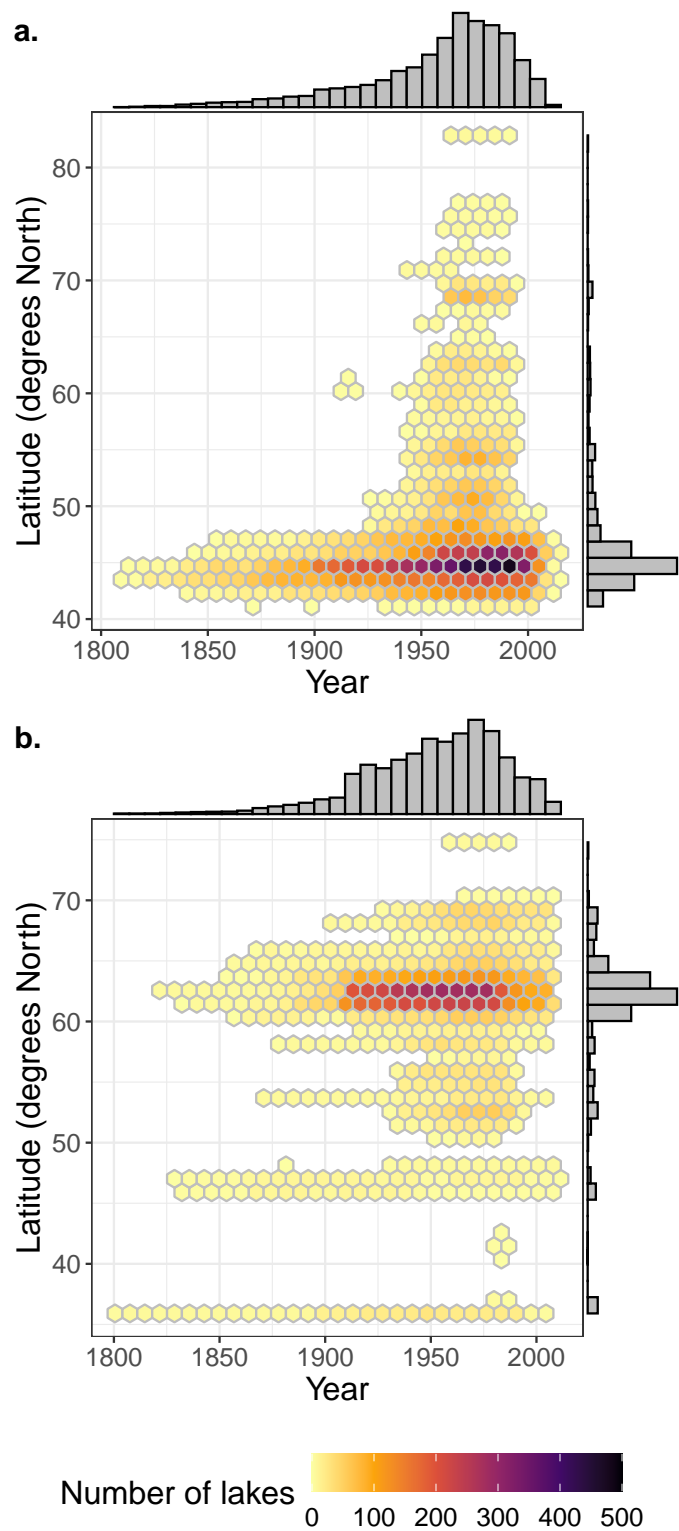 a.
Latitude (degrees North)
80
70
60
50
40
1800 1850 1900 1950 2000
Year
b.
Latitude (degrees North)
70
60
50
40
1800 1850 1900 1950 2000
Year
Number of lakes
0 100 200 300 400 500